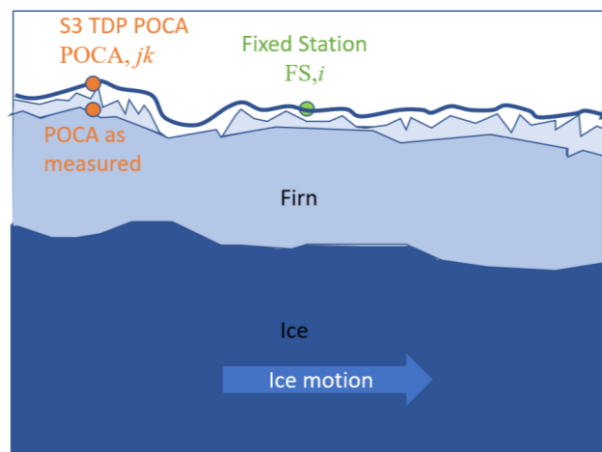 S3 TDP POCA
POCA, jk
Fixed Station
FS,i
POCA as
measured
Firn
Ice
Ice motion